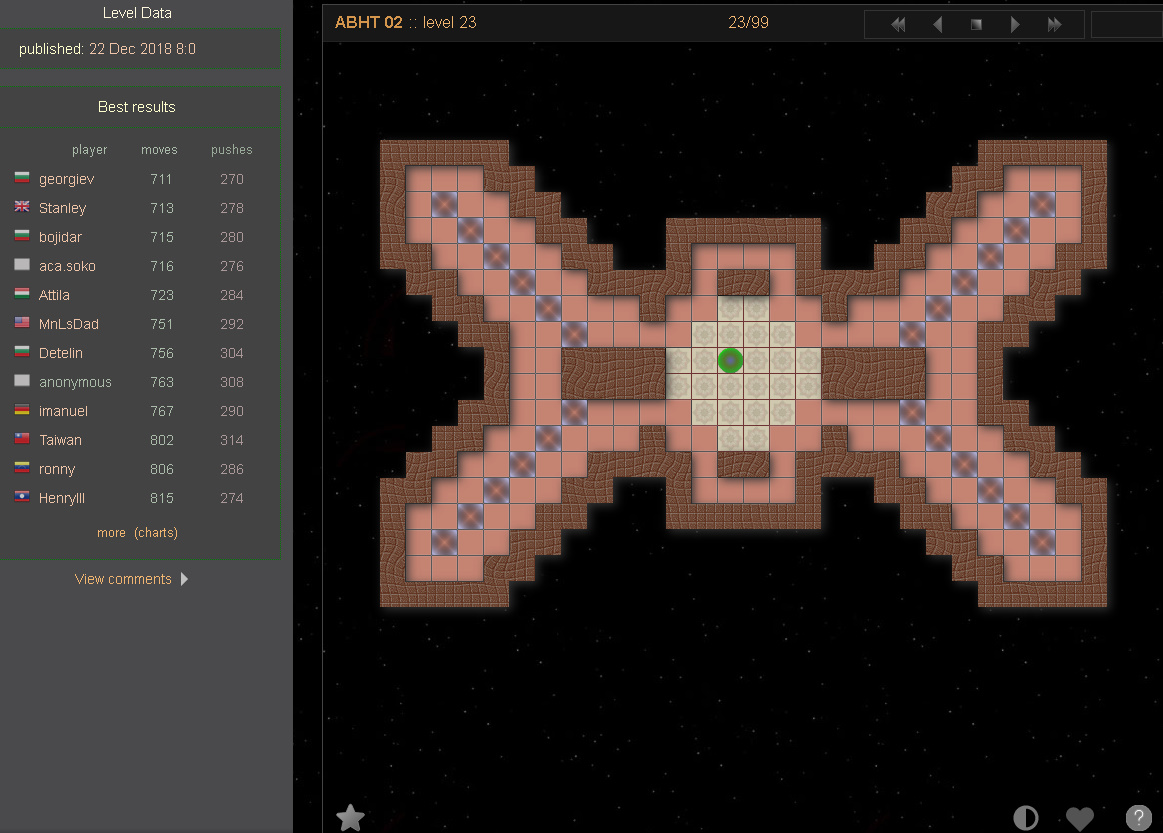 Level Data
published: 22 Dec 2018 8:0
Best results
player moves pushes
georgiev 711 270
Stanley 713 278
bojidar 715 280
aca.soko 716 276
Attila 723 284
MnLsDad 751 292
Detelin 756 304
anonymous 763 308
imanuel 767 290
Taiwan 802 314
ronny 806 286
HenryIII 815 274
more (charts)
View comments
ABHT 02 :: level 23
23/99
?